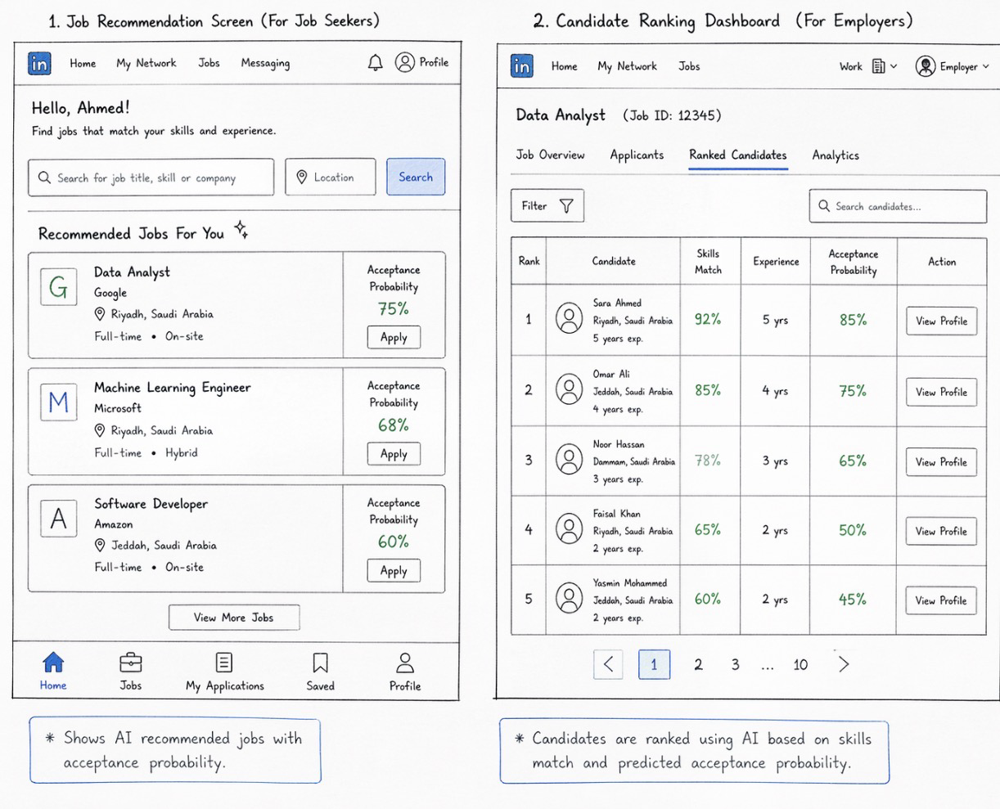 1. Job Recommendation Screen (For Job Seekers)
in Home My Network Jobs Messaging Profile
Hello, Ahmed!
Find jobs that match your skills and experience.
Search for job title, skill or company Location Search
Recommended Jobs For You
G
Data Analyst
Google
Riyadh, Saudi Arabia
Full-time • On-site
Acceptance
Probability
75%
Apply
M
Machine Learning Engineer
Microsoft
Riyadh, Saudi Arabia
Full-time • Hybrid
Acceptance
Probability
68%
Apply
A
Software Developer
Amazon
Jeddah, Saudi Arabia
Full-time • On-site
Acceptance
Probability
60%
Apply
View More Jobs
Home Jobs My Applications Saved Profile
* Shows AI recommended jobs with
acceptance probability.
2. Candidate Ranking Dashboard (For Employers)
in Home My Network Jobs Work Employer
Data Analyst (Job ID: 12345)
Job Overview Applicants Ranked Candidates Analytics
Filter Search candidates...
Rank Candidate Skills Match Experience Acceptance Probability Action
1
Sara Ahmed
Riyadh, Saudi Arabia
5 years exp.
92% 5 yrs 85% View Profile
2
Omar Ali
Jeddah, Saudi Arabia
4 years exp.
85% 4 yrs 75% View Profile
3
Noor Hassan
Dammam, Saudi Arabia
3 years exp.
78% 3 yrs 65% View Profile
4
Faisal Khan
Riyadh, Saudi Arabia
2 years exp.
65% 2 yrs 50% View Profile
5
Yasmin Mohammed
Jeddah, Saudi Arabia
2 years exp.
60% 2 yrs 45% View Profile
1 2 3 ... 10
* Candidates are ranked using AI based on skills
match and predicted acceptance probability.